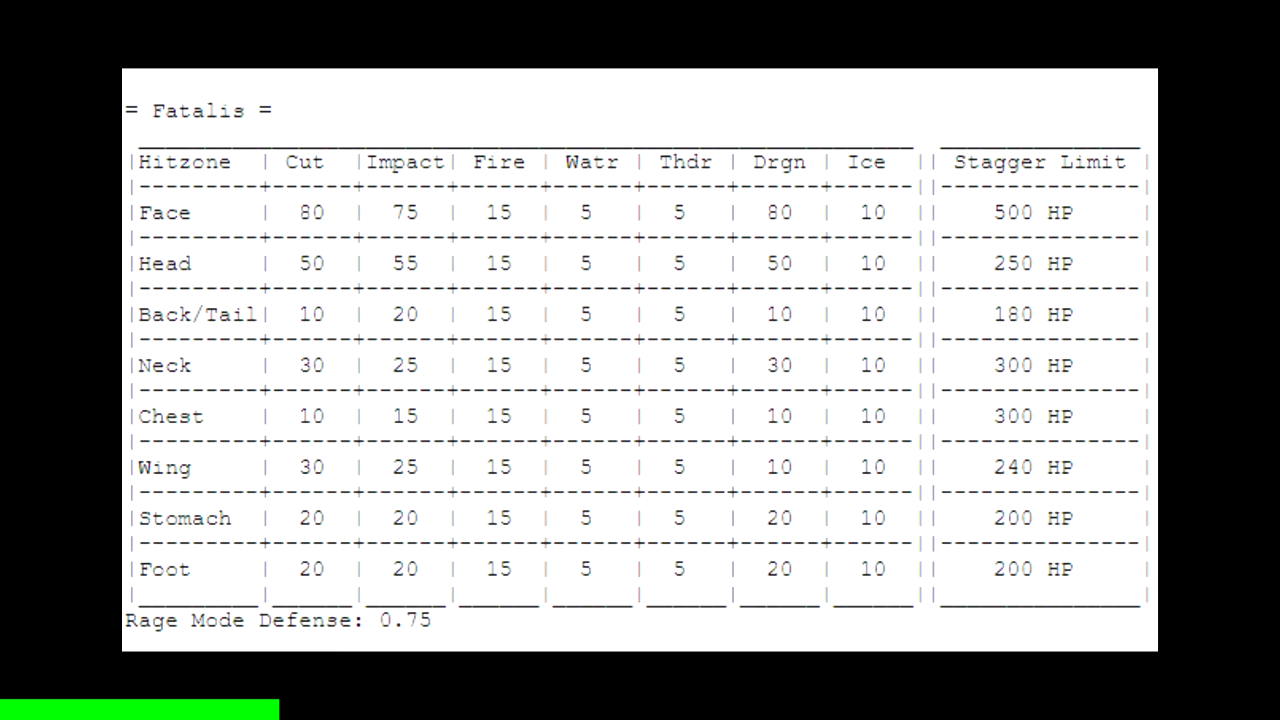 = Fatalis =
|Hitzone | Cut |Impact| Fire | Watr | Thdr | Drgn | Ice || Stagger Limit |
|Face | 80 | 75 | 15 | 5 | 5 | 80 | 10 || 500 HP |
|Head | 50 | 55 | 15 | 5 | 5 | 50 | 10 || 250 HP |
|Back/Tail| 10 | 20 | 15 | 5 | 5 | 10 | 10 || 180 HP |
|Neck | 30 | 25 | 15 | 5 | 5 | 30 | 10 || 300 HP |
|Chest | 10 | 15 | 15 | 5 | 5 | 10 | 10 || 300 HP |
|Wing | 30 | 25 | 15 | 5 | 5 | 10 | 10 || 240 HP |
|Stomach | 20 | 20 | 15 | 5 | 5 | 20 | 10 || 200 HP |
|Foot | 20 | 20 | 15 | 5 | 5 | 20 | 10 || 200 HP |
Rage Mode Defense: 0.75